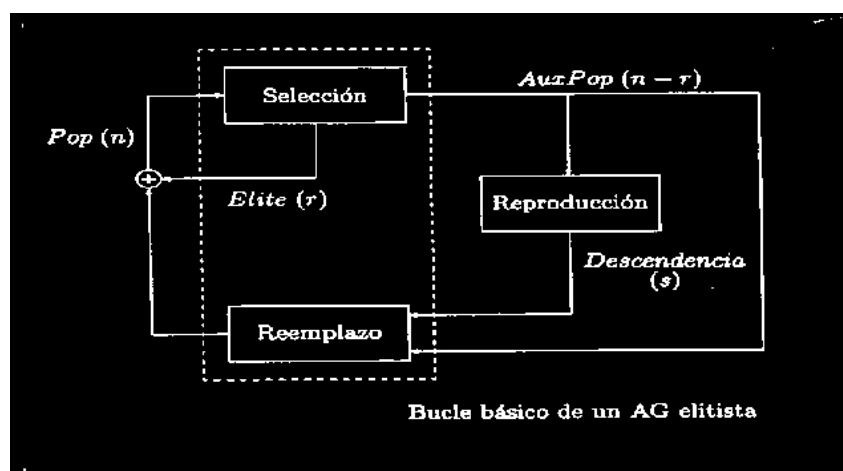 Selección
AuxPop (n − r)
Pop (n)
Elite (r)
Reproducción
Descendencia
(s)
Reemplazo
Bucle básico de un AG elitista